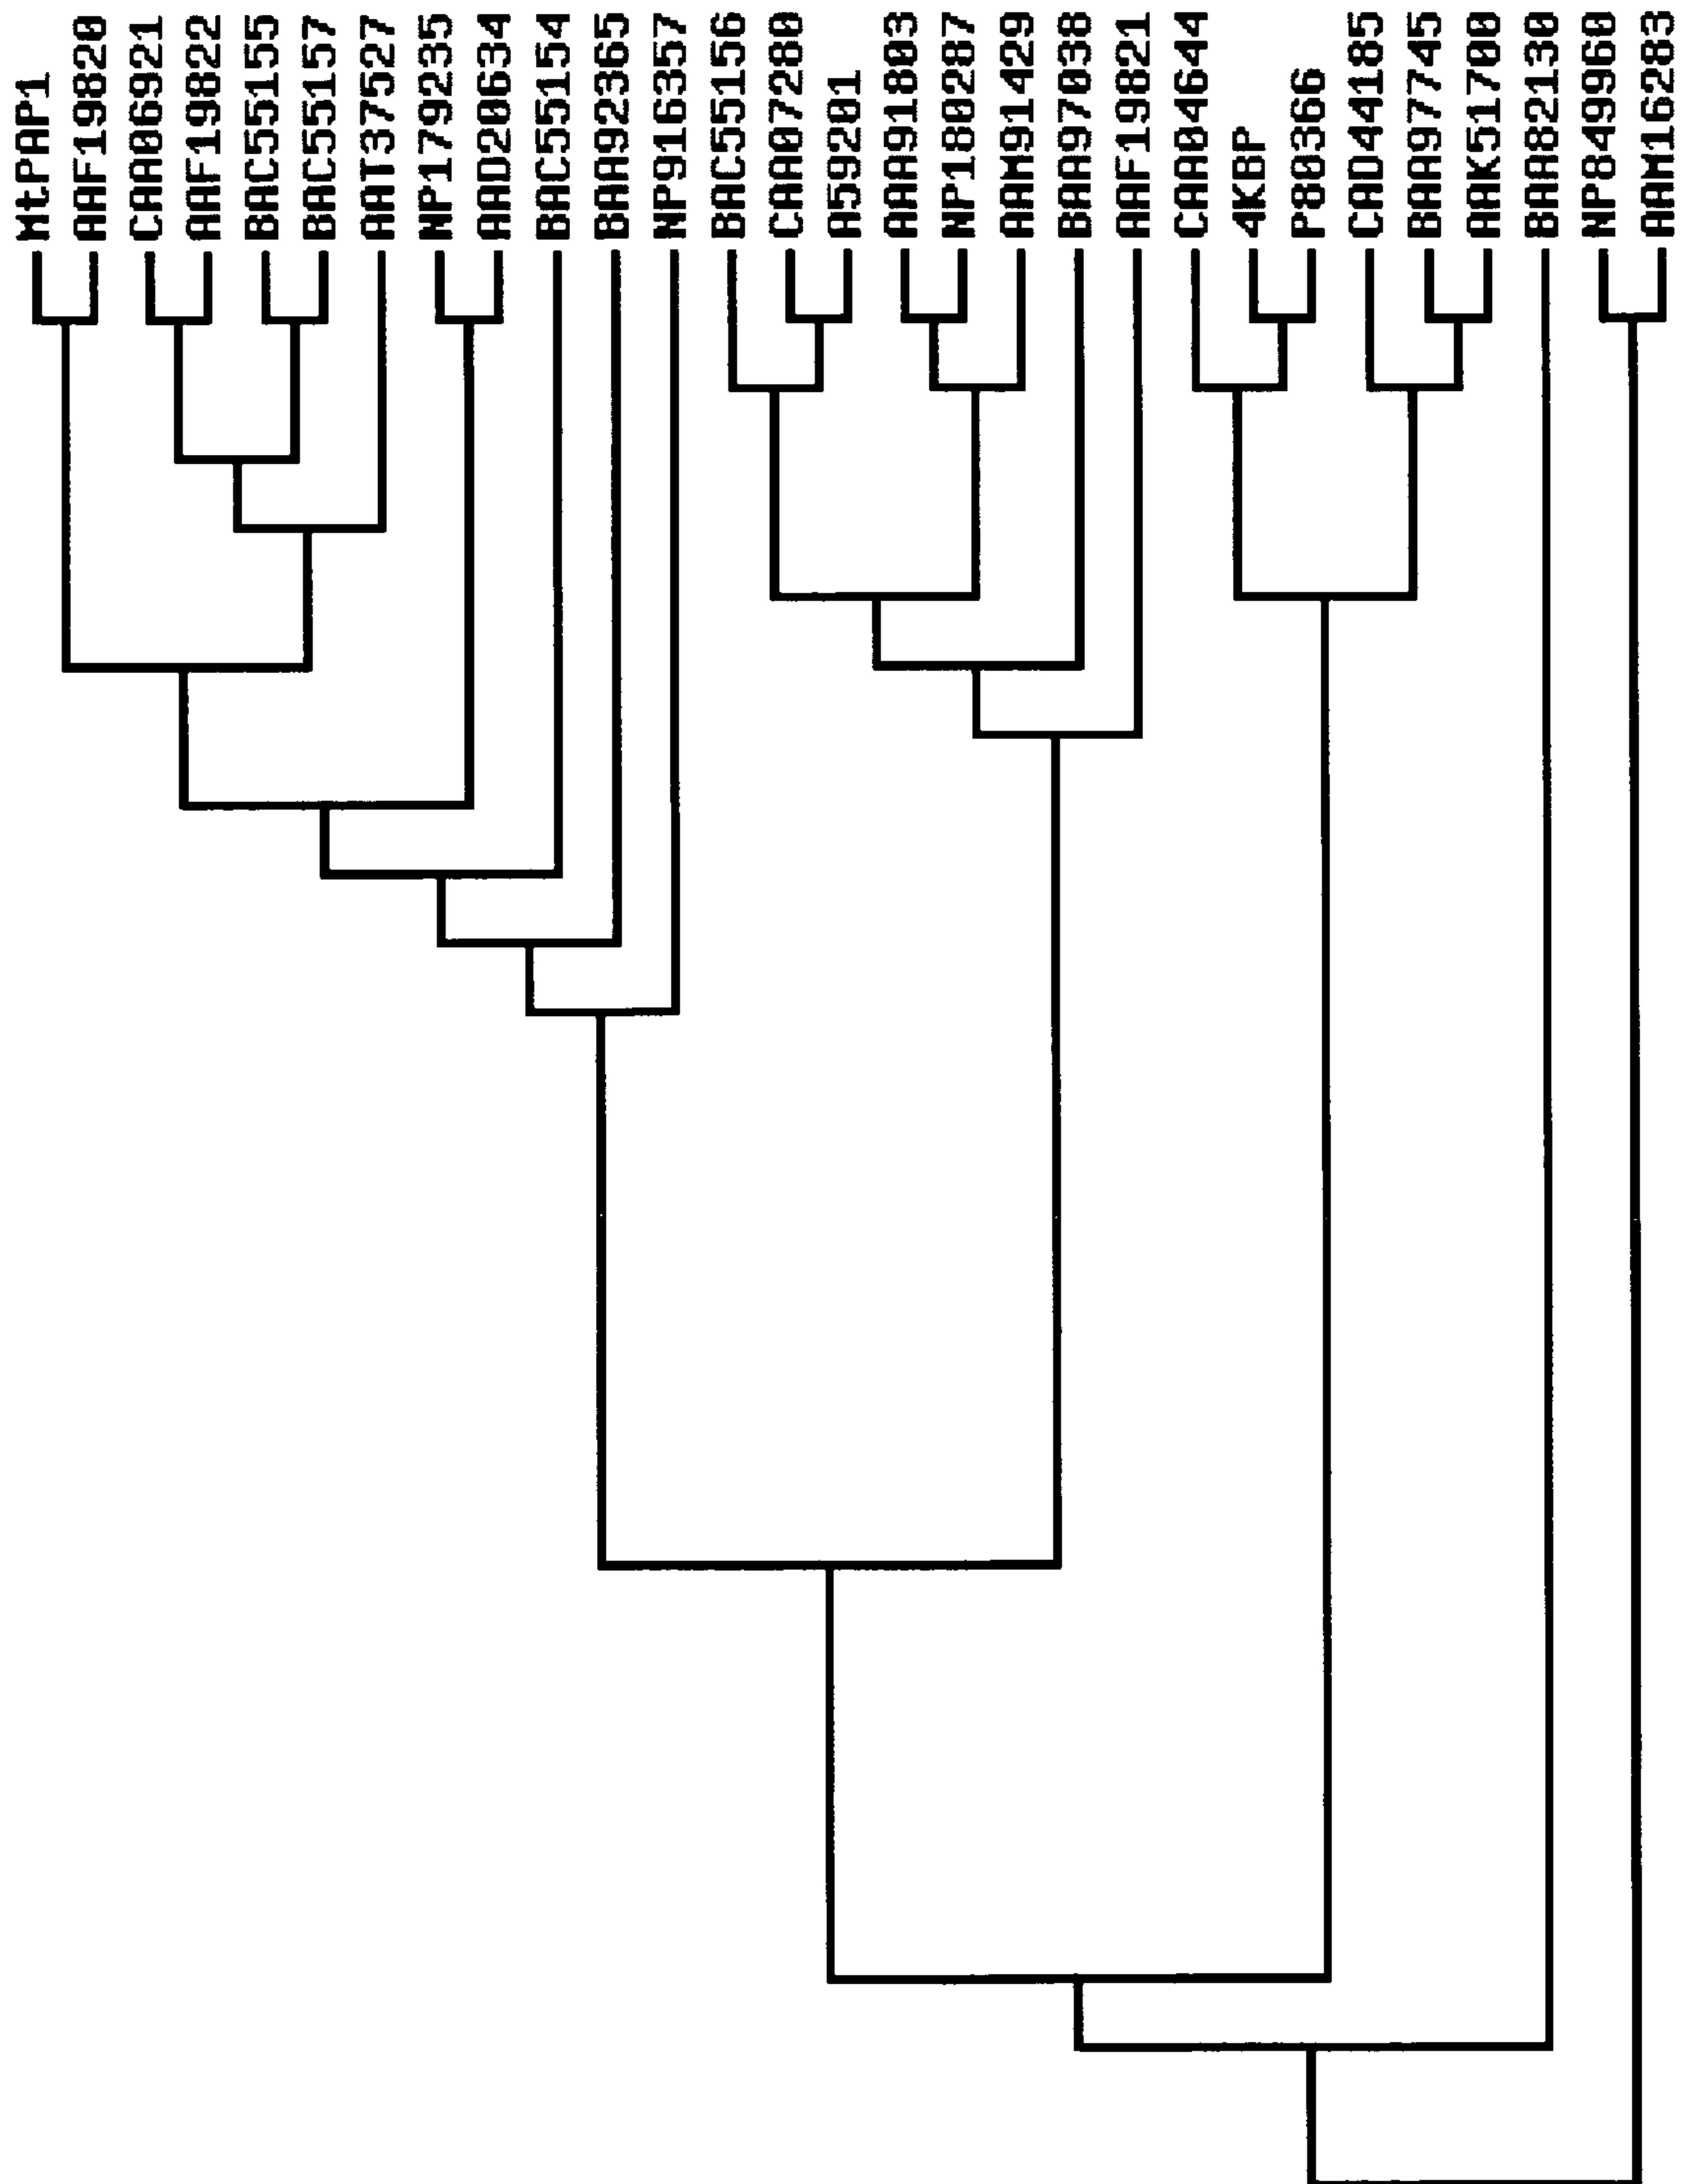 MtPAP1
AAF19820
CAA06921
AAF19822
BAC55155
BAC55157
AAT37527
NP179235
AAD20634
BAC55154
BAA92365
NP916357
BAC55156
CAA07280
A59201
AAA91803
NP180287
AAM91429
BAA97038
AAF19821
CAA04644
4KBP
P80366
CAD44185
BAA97745
AAK51700
BAA82130
NP849960
AAM16283